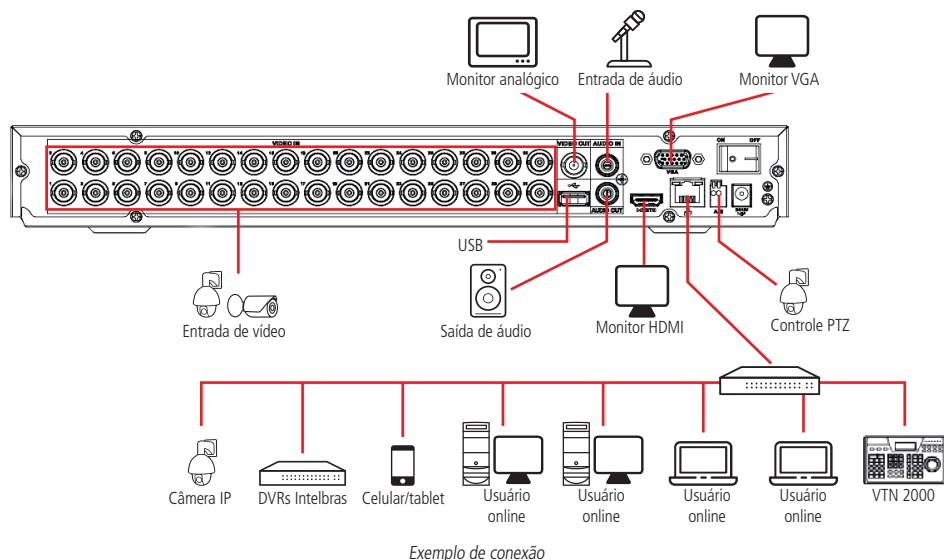 Monitor analógico
Entrada de áudio
Monitor VGA
VIDEO IN
VIDEO OUT
AUDIO IN
VGA
ON
OFF
AUDIO OUT
USB
Entrada de vídeo
Saída de áudio
Monitor HDMI
Controle PTZ
Câmera IP
DVRs Intelbras
Celular/tablet
Usuário
online
Usuário
online
Usuário
online
Usuário
online
VTN 2000
Exemplo de conexão